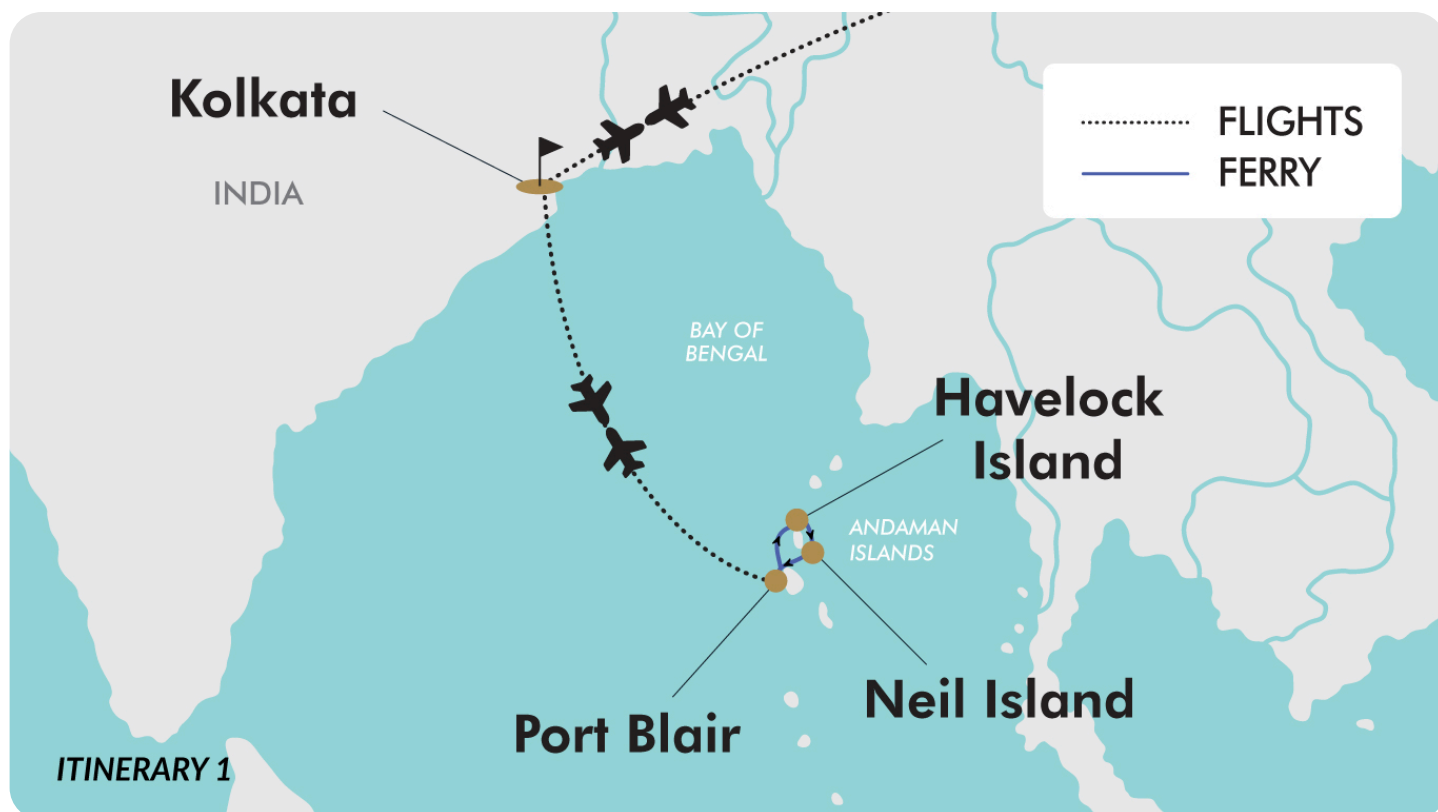 Kolkata
INDIA
FLIGHTS
FERRY
BAY OF
BENGAL
Havelock
Island
ANDAMAN
ISLANDS
Neil Island
Port Blair
ITINERARY 1